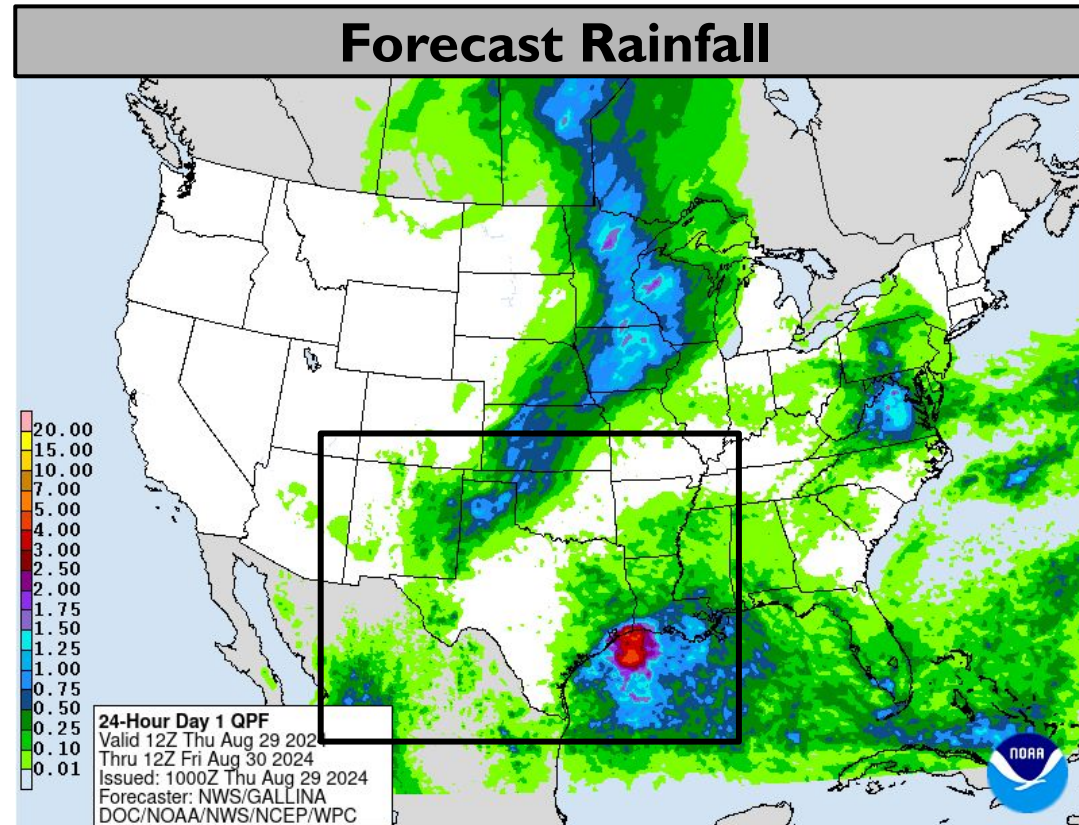 Forecast Rainfall
20.00
15.00
10.00
7.00
5.00
4.00
3.00
2.50
2.00
1.75
1.50
1.25
1.00
0.75
0.50
0.25
0.10
0.01
24-Hour Day 1 QPF
Valid 12Z Thu Aug 29 2024
Thru 12Z Fri Aug 30 2024
Issued: 1000Z Thu Aug 29 2024
Forecaster: NWS/GALLINA
DOC/NOAA/NWS/NCEP/WPC
NOAA